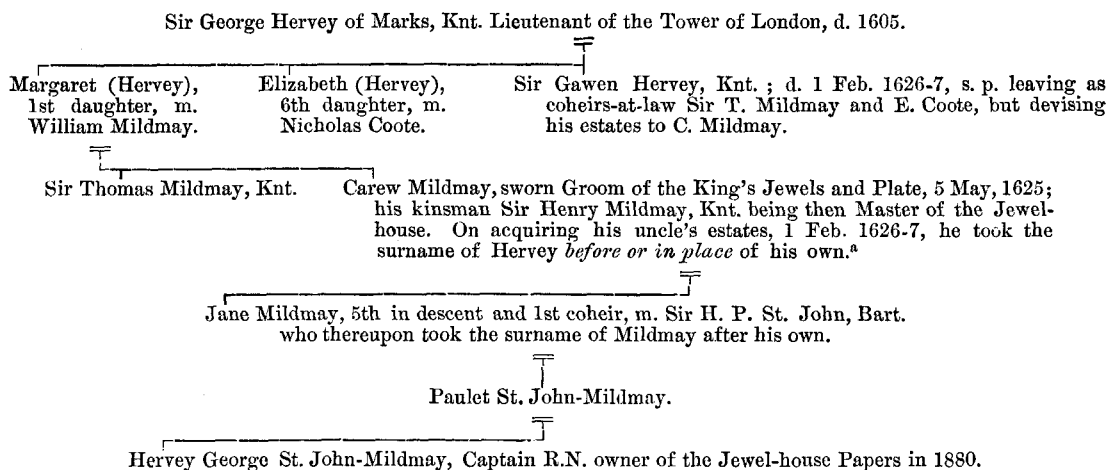 Sir George Hervey of Marks, Knt. Lieutenant of the Tower of London, d. 1605.
Margaret (Hervey),
1st daughter, m.
William Mildmay.
Elizabeth (Hervey),
6th daughter, m.
Nicholas Coote.
Sir Gawen Hervey, Knt. ; d. 1 Feb. 1626-7, s. p. leaving as
coheirs-at-law Sir T. Mildmay and E. Coote, but devising
his estates to C. Mildmay.
Sir Thomas Mildmay, Knt.
Carew Mildmay, sworn Groom of the King's Jewels and Plate, 5 May, 1625;
his kinsman Sir Henry Mildmay, Knt. being then Master of the Jewel-
house. On acquiring his uncle's estates, 1 Feb. 1626-7, he took the
surname of Hervey before or in place of his own.ª
Jane Mildmay, 5th in descent and 1st coheir, m. Sir H. P. St. John, Bart.
who thereupon took the surname of Mildmay after his own.
Paulet St. John-Mildmay.
Hervey George St. John-Mildmay, Captain R.N. owner of the Jewel-house Papers in 1880.